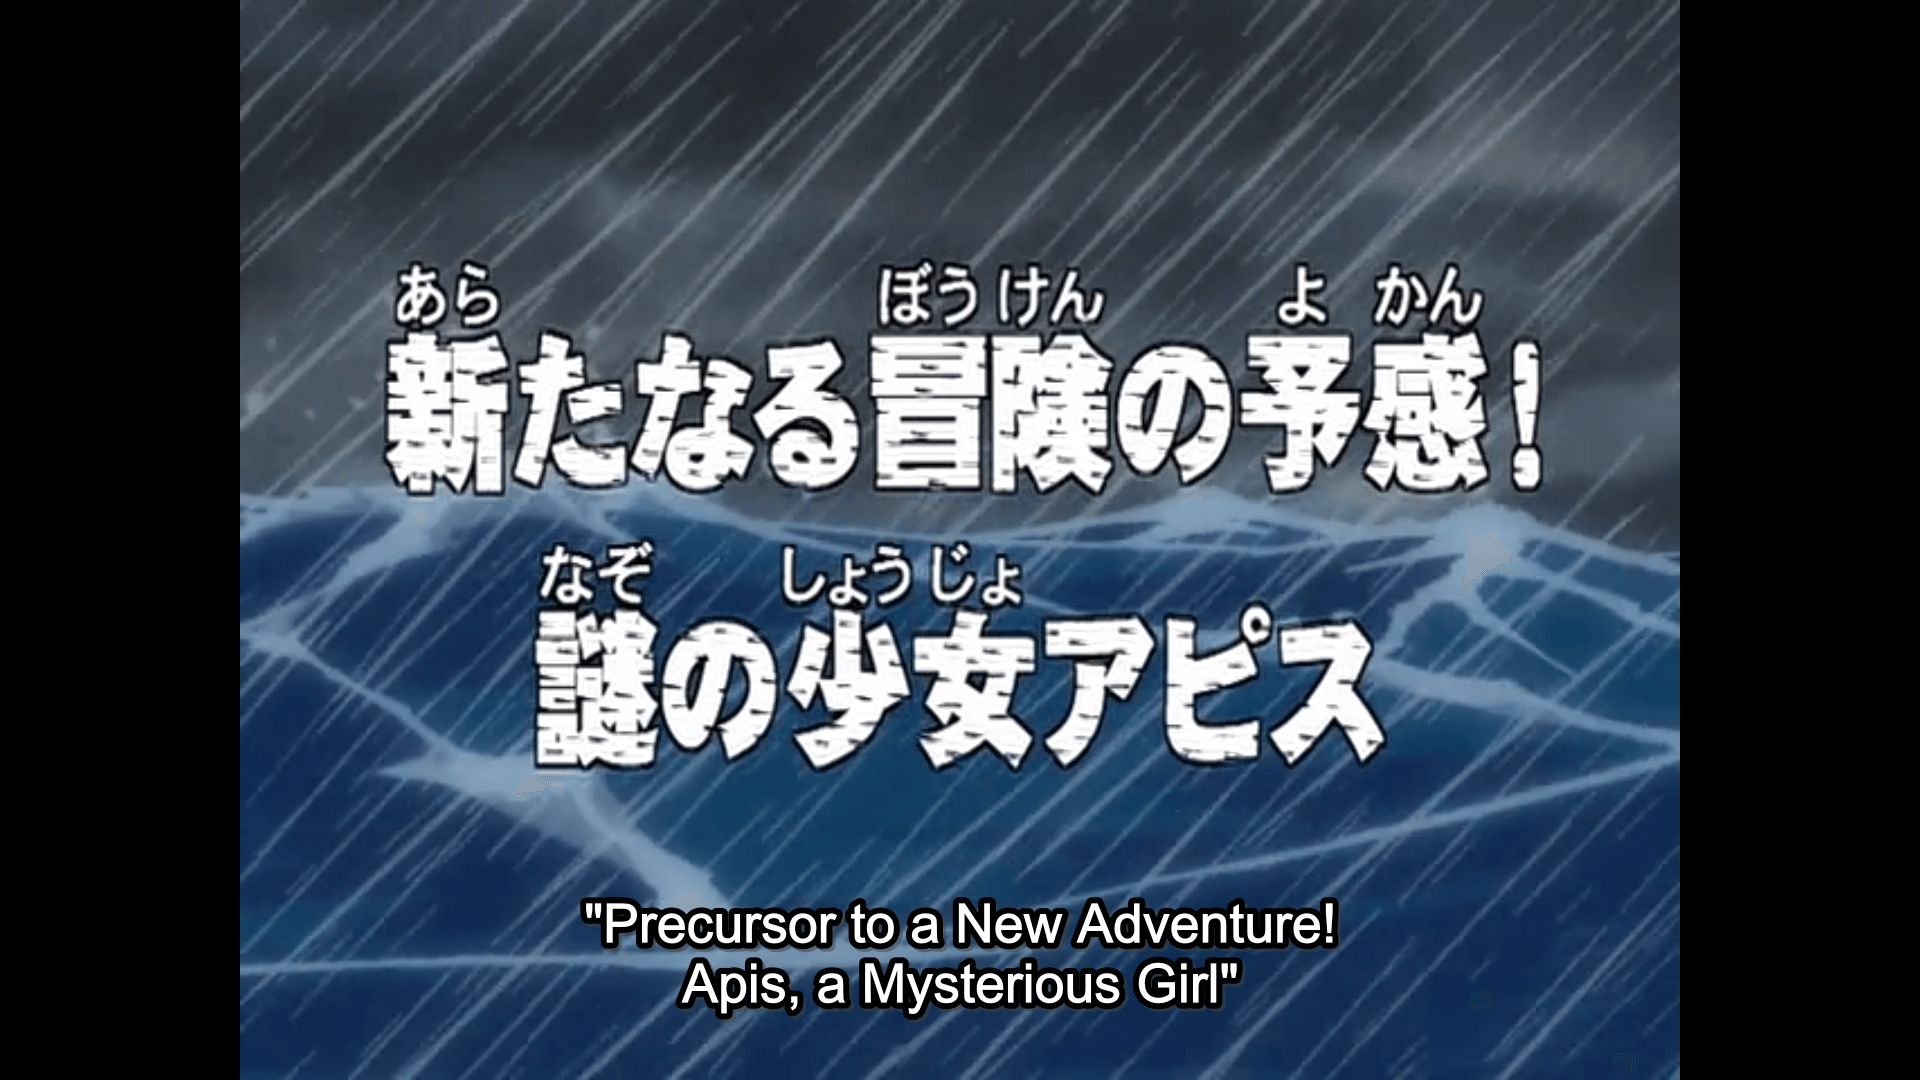 あら ぼうけん よかん
新たなる冒険の予感!
なぞ しょうじょ
謎の少女アピス
"Precursor to a New Adventure!
Apis, a Mysterious Girl"